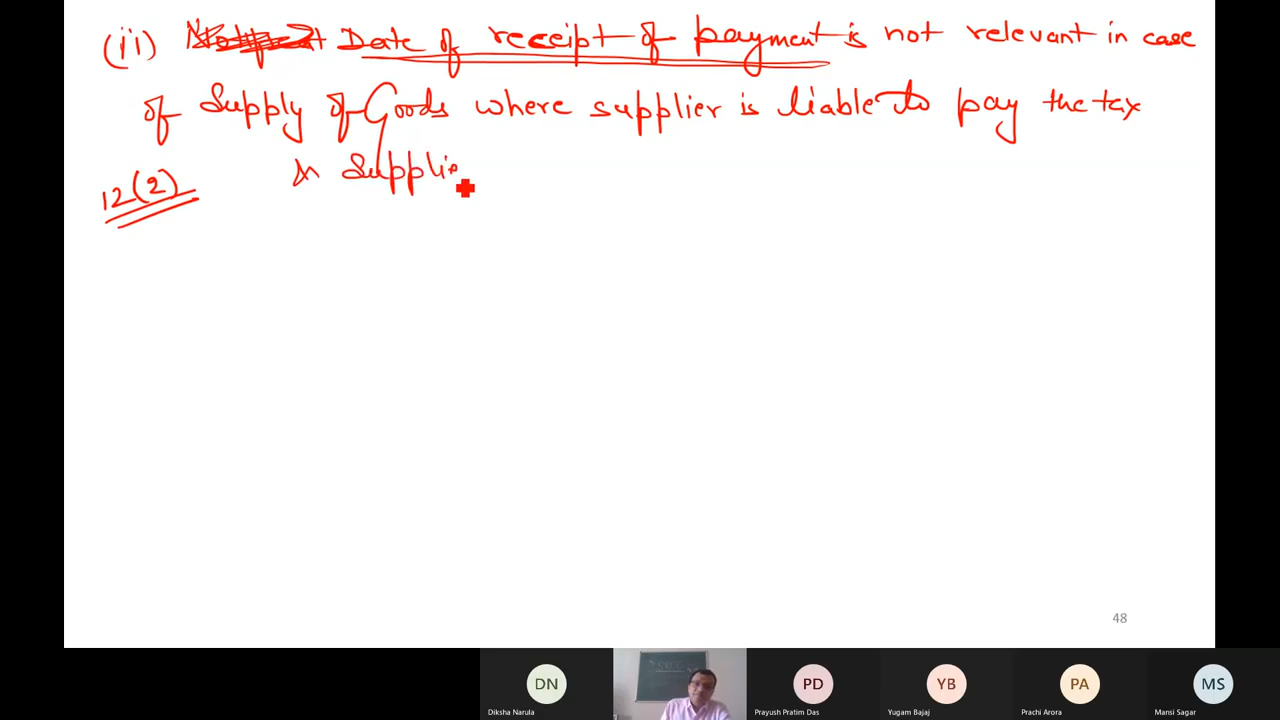 (ii) Date of receipt of payment is not relevant in case
of Supply of Goods where supplier is liable to pay the tax
& Supplie
12(2)
48
DN
PD
YB
PA
MS
Diksha Narula
Prayush Pratim Das
Yugam Bajaj
Prachi Arora
Mansi Sagar